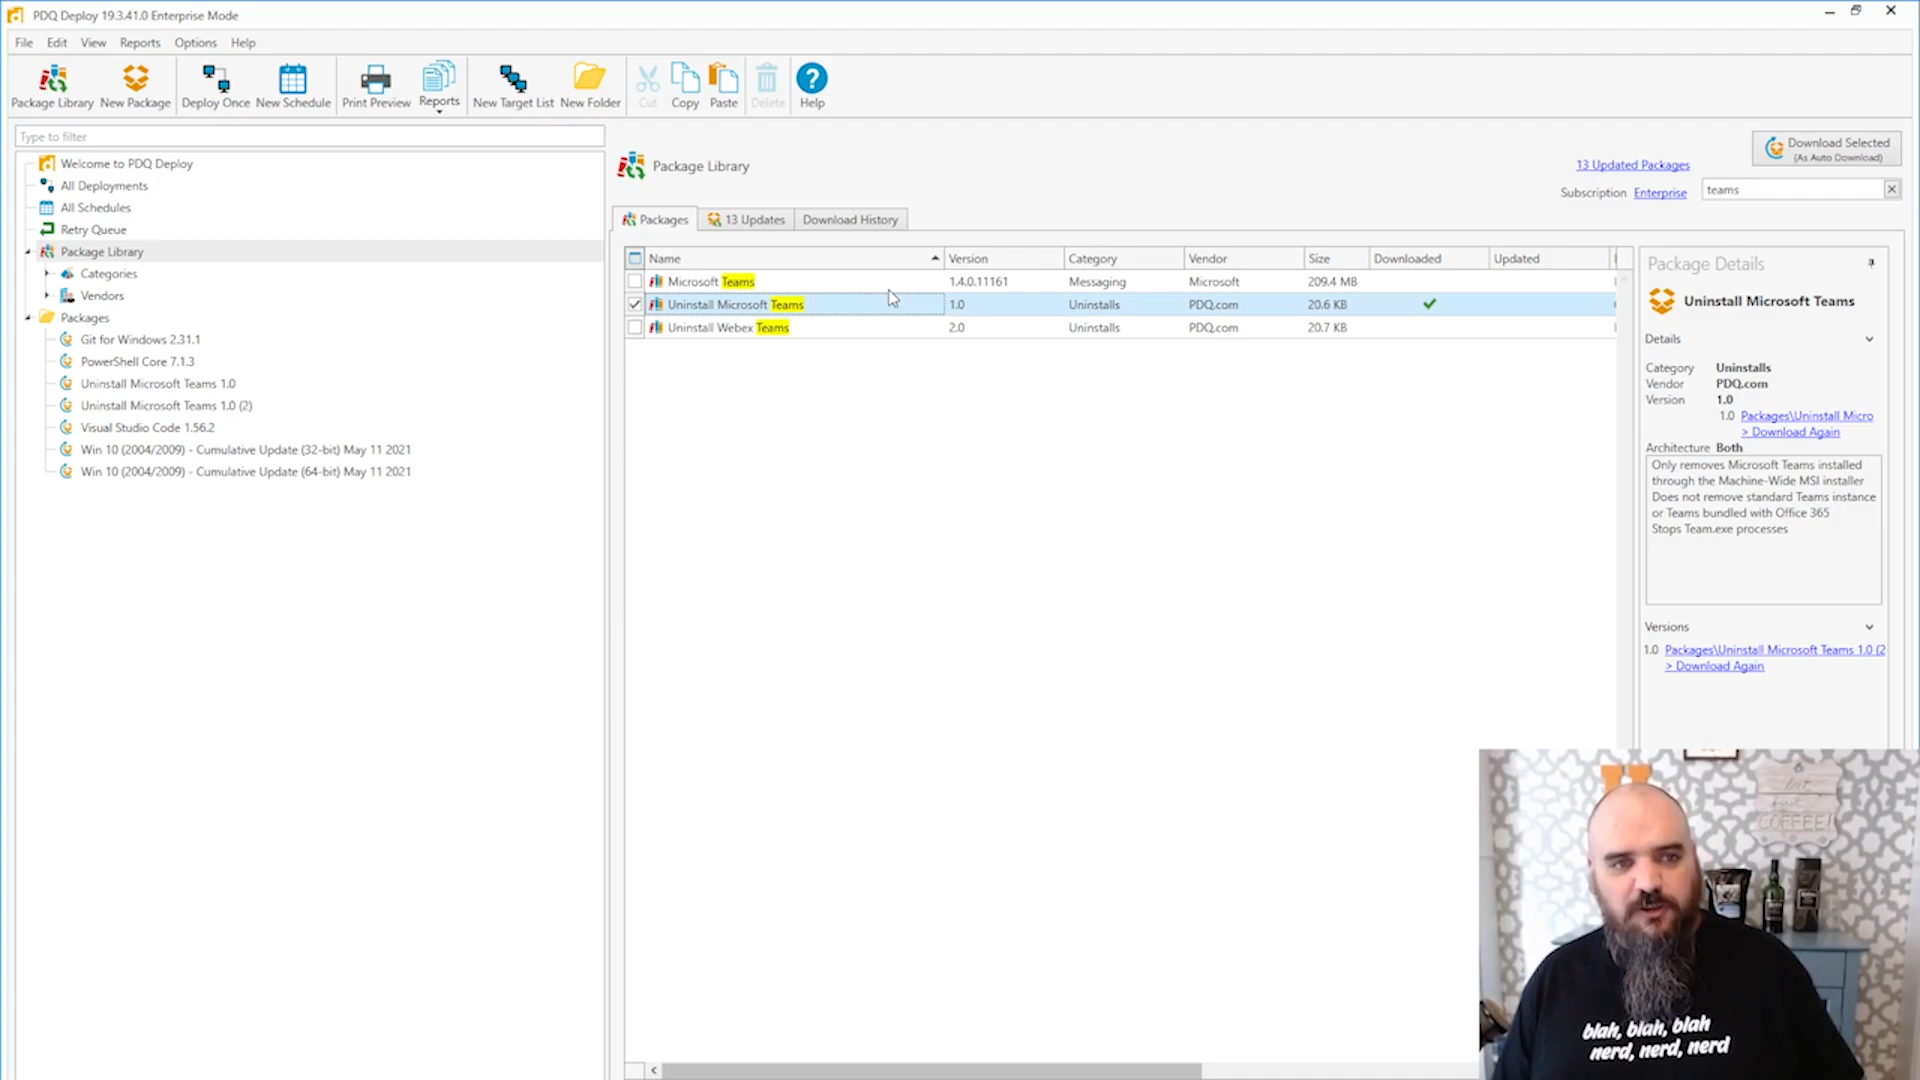 PDQ Deploy 19.3.41.0 Enterprise Mode
File Edit View Reports Options Help
Package Library New Package Deploy Once New Schedule Print Preview Reports New Target List New Folder Cut Copy Paste Delete Help
Type to filter
Welcome to PDQ Deploy
All Deployments
All Schedules
Retry Queue
Package Library
Categories
Vendors
Packages
Git for Windows 2.31.1
PowerShell Core 7.1.3
Uninstall Microsoft Teams 1.0
Uninstall Microsoft Teams 1.0 (2)
Visual Studio Code 1.56.2
Win 10 (2004/2009) - Cumulative Update (32-bit) May 11 2021
Win 10 (2004/2009) - Cumulative Update (64-bit) May 11 2021
Package Library
13 Updated Packages
Download Selected
(As Auto Download)
Subscription Enterprise
teams
Packages 13 Updates Download History
Name Version Category Vendor Size Downloaded Updated
Microsoft Teams 1.4.0.11161 Messaging Microsoft 209.4 MB
Uninstall Microsoft Teams 1.0 Uninstalls PDQ.com 20.6 KB
Uninstall Webex Teams 2.0 Uninstalls PDQ.com 20.7 KB
Package Details
Uninstall Microsoft Teams
Details
Category Uninstalls
Vendor PDQ.com
Version 1.0
1.0 Packages\Uninstall Micro
> Download Again
Architecture Both
Only removes Microsoft Teams installed
through the Machine-Wide MSI installer
Does not remove standard Teams instance
or Teams bundled with Office 365
Stops Team.exe processes
Versions
1.0 Packages\Uninstall Microsoft Teams 1.0 (2
> Download Again
COFFEE!
blah, blah, blah
nerd, nerd, nerd